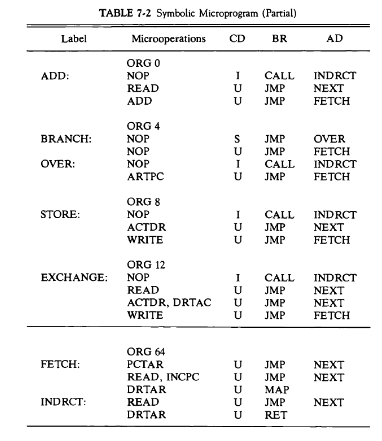 TABLE 7-2 Symbolic Microprogram (Partial)
Label Microoperations CD BR AD
ORG 0
ADD: NOP I CALL INDRCT
READ U JMP NEXT
ADD U JMP FETCH
ORG 4
BRANCH: NOP S JMP OVER
NOP U JMP FETCH
OVER: NOP I CALL INDRCT
ARTPC U JMP FETCH
ORG 8
STORE: NOP I CALL INDRCT
ACTDR U JMP NEXT
WRITE U JMP FETCH
ORG 12
EXCHANGE: NOP I CALL INDRCT
READ U JMP NEXT
ACTDR, DRTAC U JMP NEXT
WRITE U JMP FETCH
ORG 64
FETCH: PCTAR U JMP NEXT
READ, INCPC U JMP NEXT
DRTAR U MAP
INDRCT: READ U JMP NEXT
DRTAR U RET